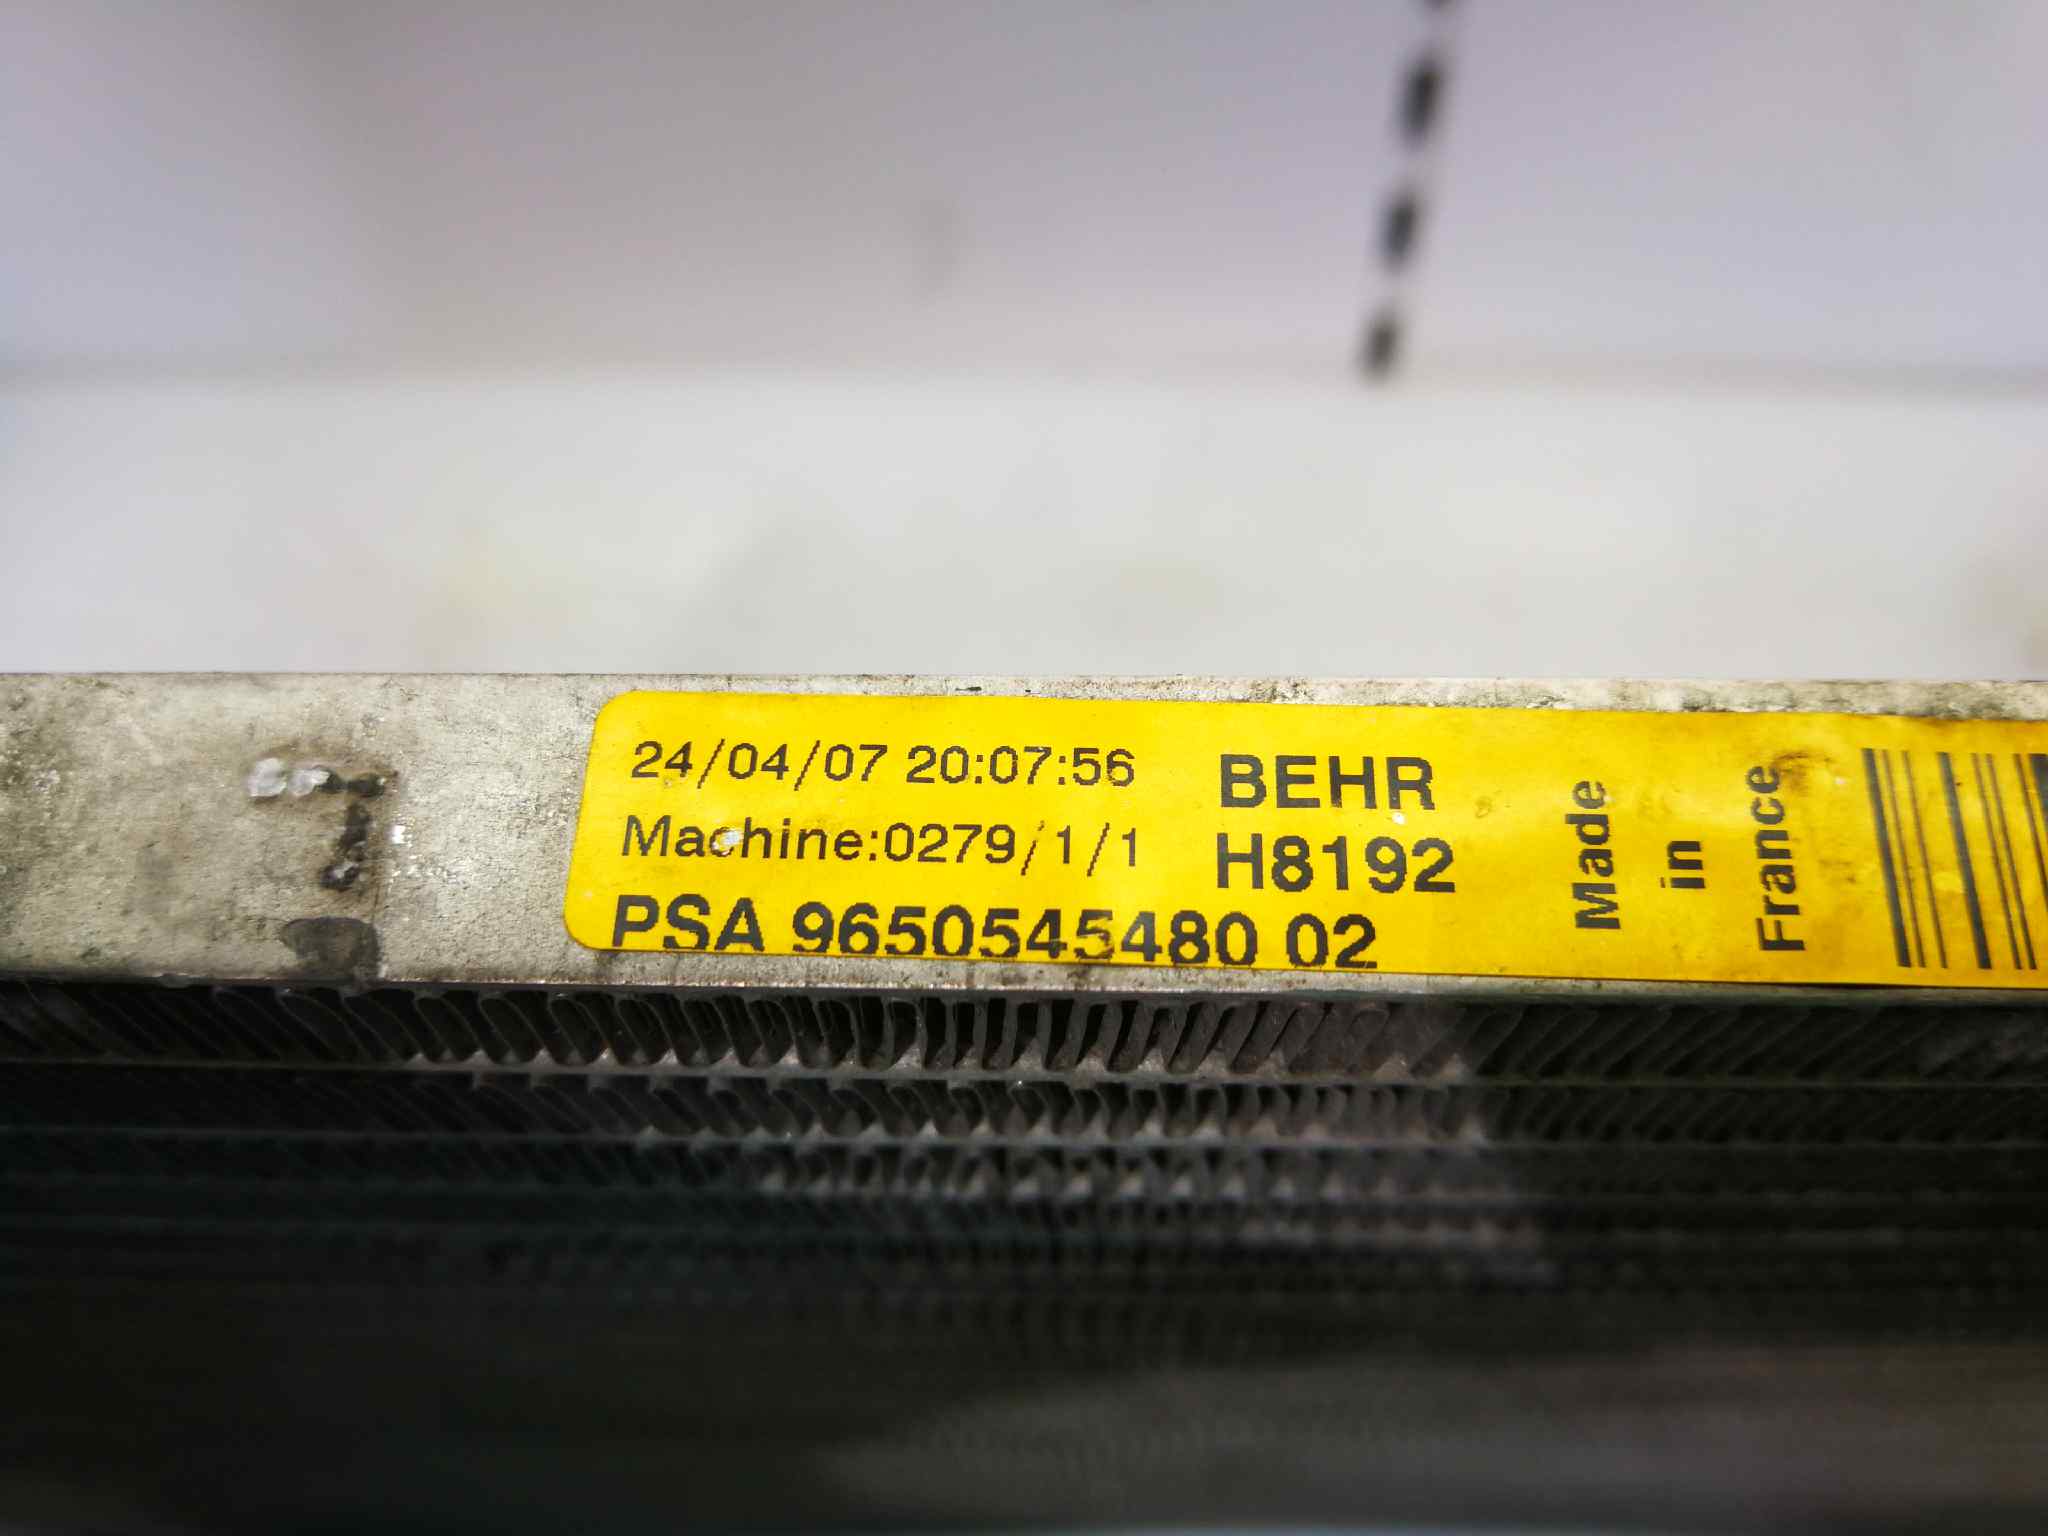 24/04/07 20:07:56
Machine:0279/1/1
PSA 9650545480 02
BEHR
H8192
Made
in
France